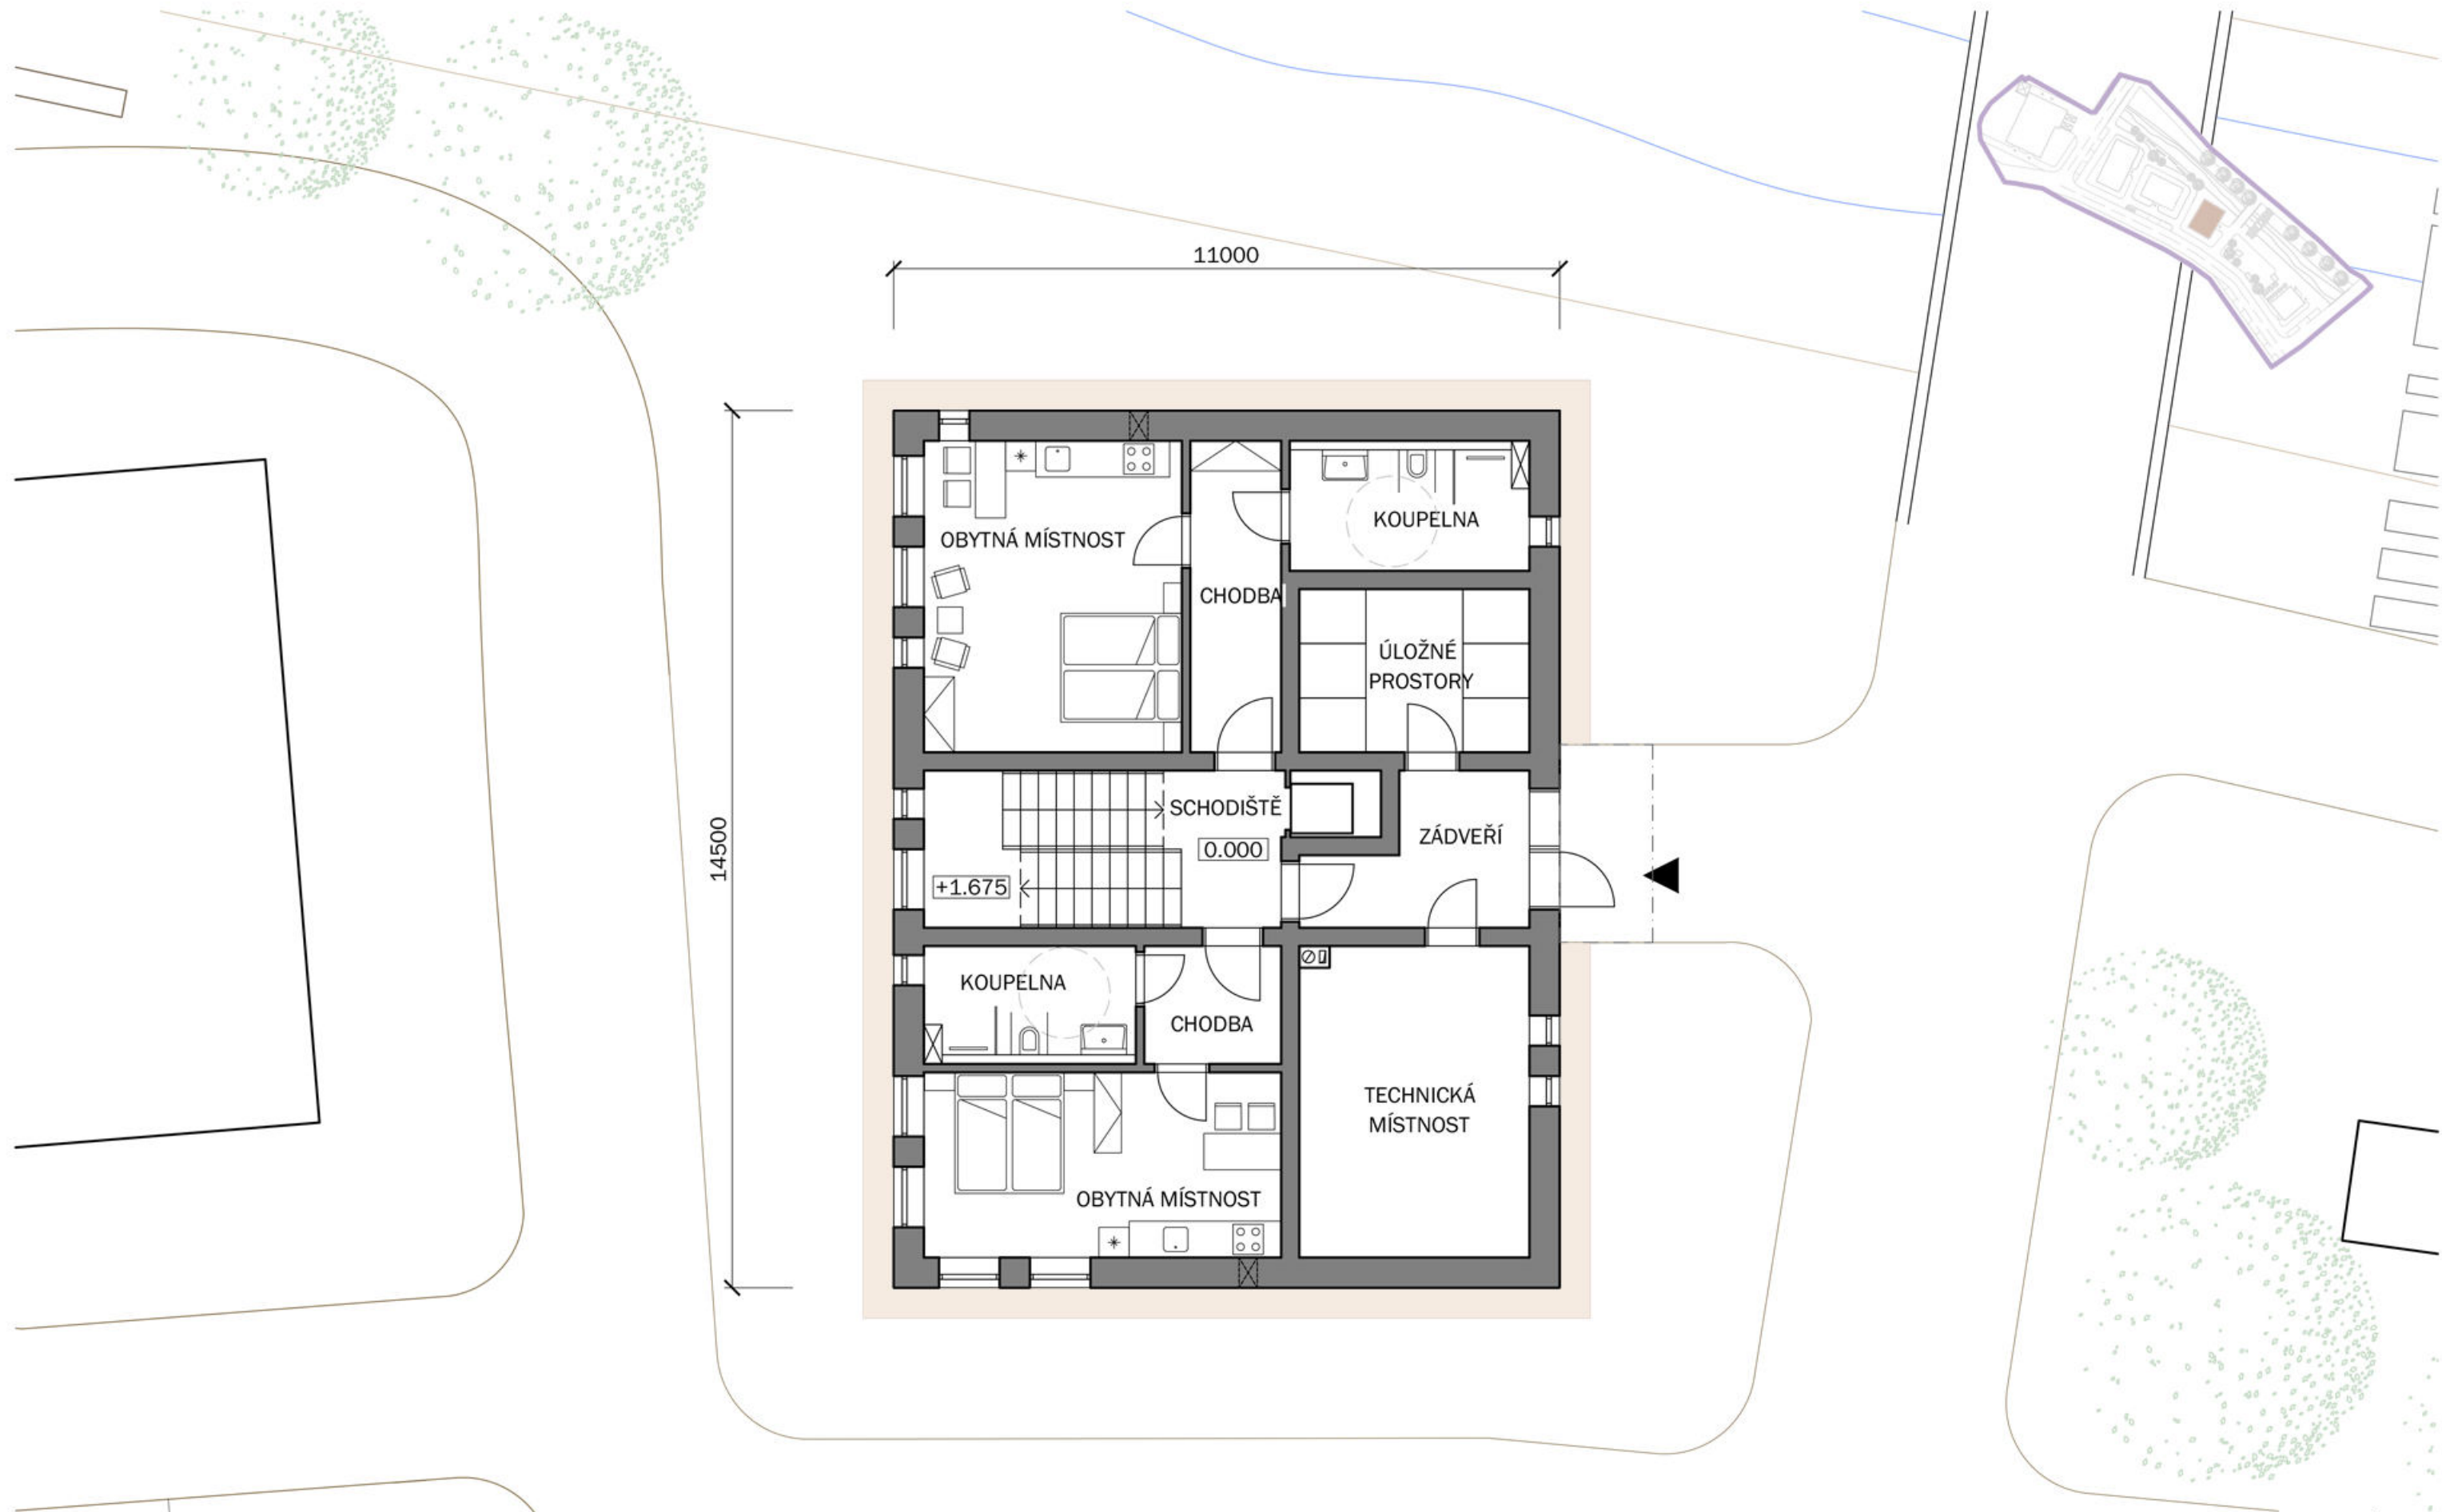 11000
14500
OBYTNÁ MÍSTNOST
CHODBA
KOUPELNA
ÚLOŽNÉ
PROSTORY
SCHODIŠTĚ
0.000
+1.675
ZÁDVEŘÍ
KOUPELNA
CHODBA
TECHNICKÁ
MÍSTNOST
OBYTNÁ MÍSTNOST